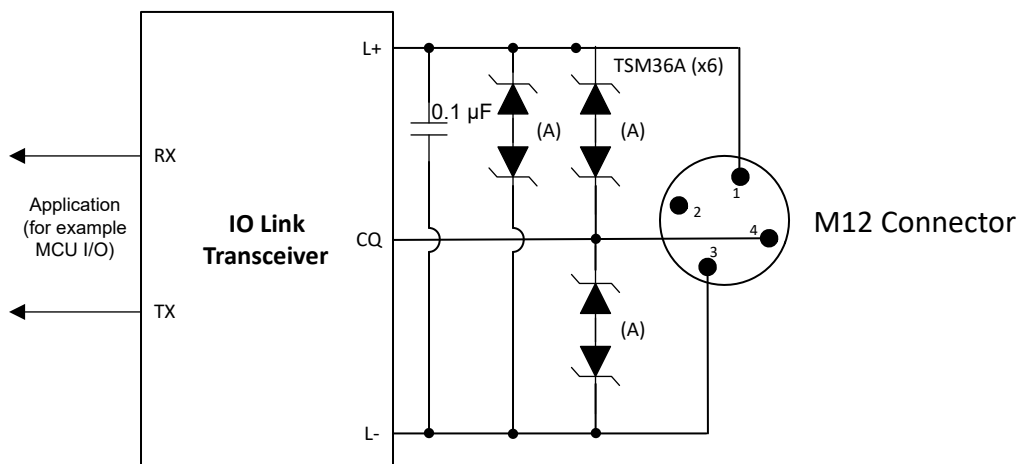 L+
TSM36A (x6)
0.1 µF
(A)
(A)
RX
1
2
Application
(for example
MCU I/O)
IO Link
Transceiver
CQ
4
M12 Connector
3
TX
(A)
L-